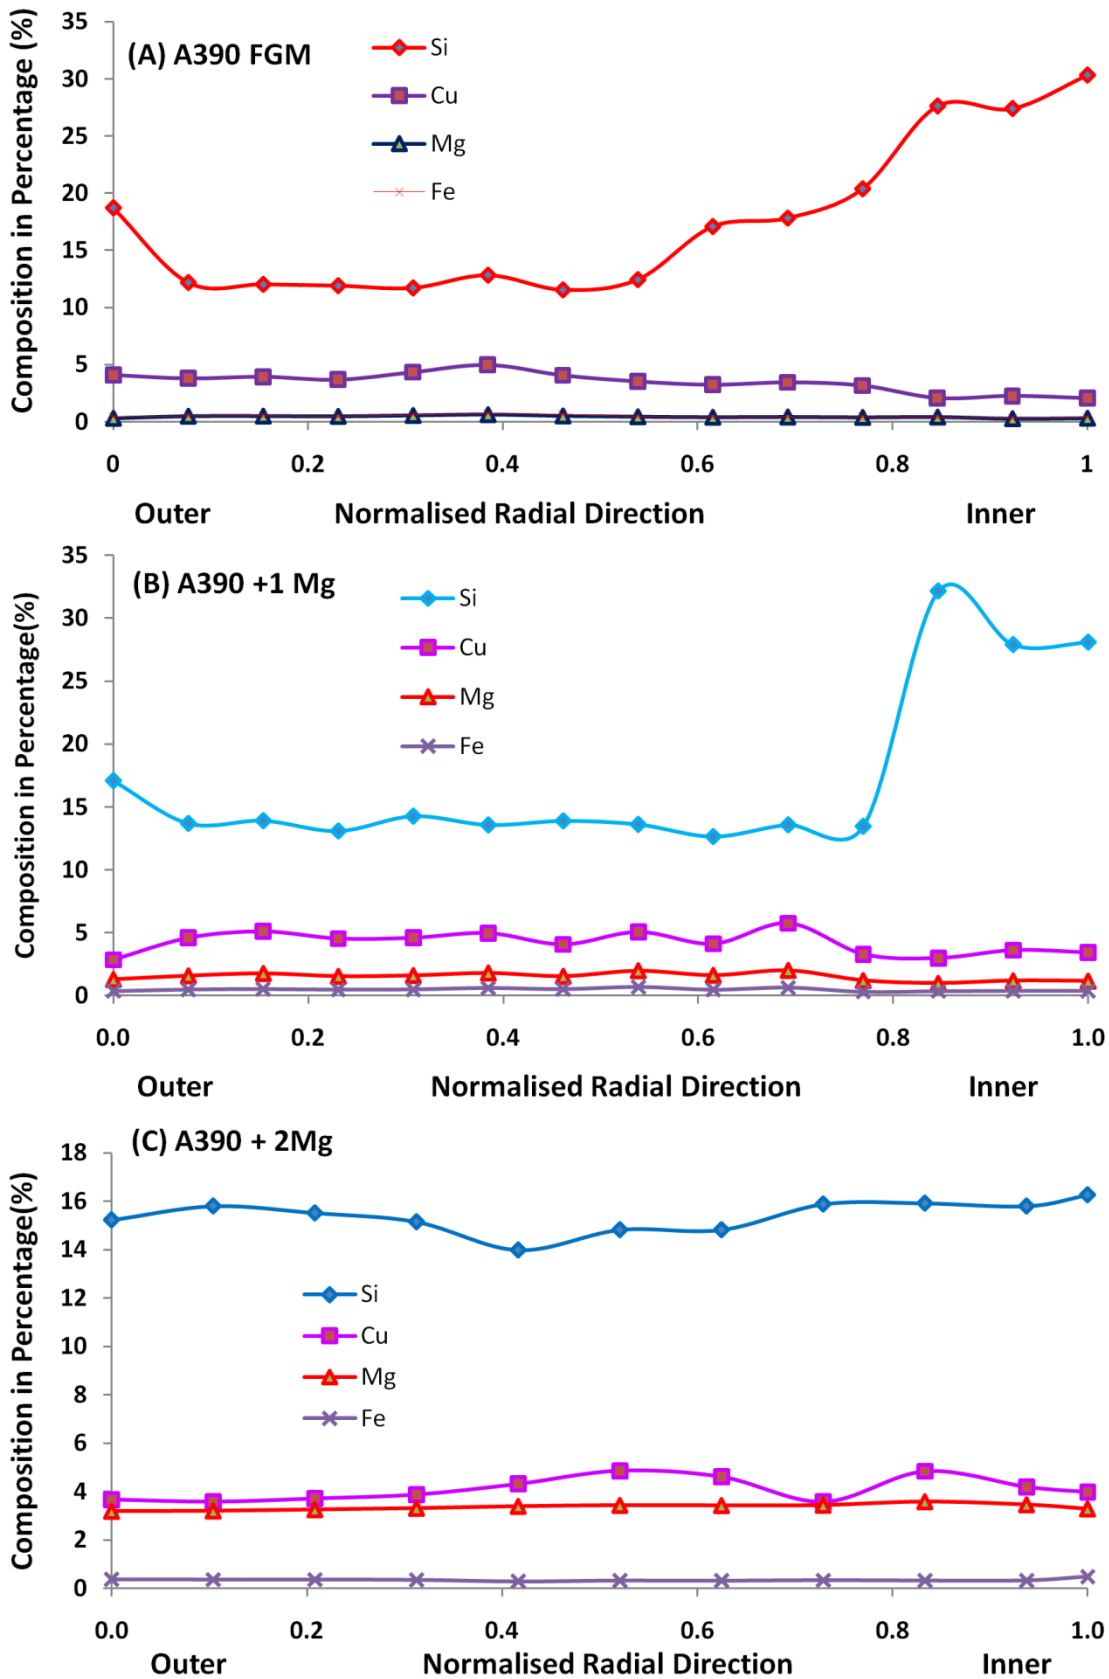 Composition in Percentage (%)
35
30
25
20
15
10
5
0
(A) A390 FGM
Si
Cu
Mg
Fe
0 0.2 0.4 0.6 0.8 1
Outer Normalised Radial Direction Inner
Composition in Percentage(%)
35
30
25
20
15
10
5
0
(B) A390 +1 Mg
Si
Cu
Mg
Fe
0.0 0.2 0.4 0.6 0.8 1.0
Outer Normalised Radial Direction Inner
(C) A390 + 2Mg
Composition in Percentage(%)
18
16
14
12
10
8
6
4
2
0
Si
Cu
Mg
Fe
0.0 0.2 0.4 0.6 0.8 1.0
Outer Normalised Radial Direction Inner